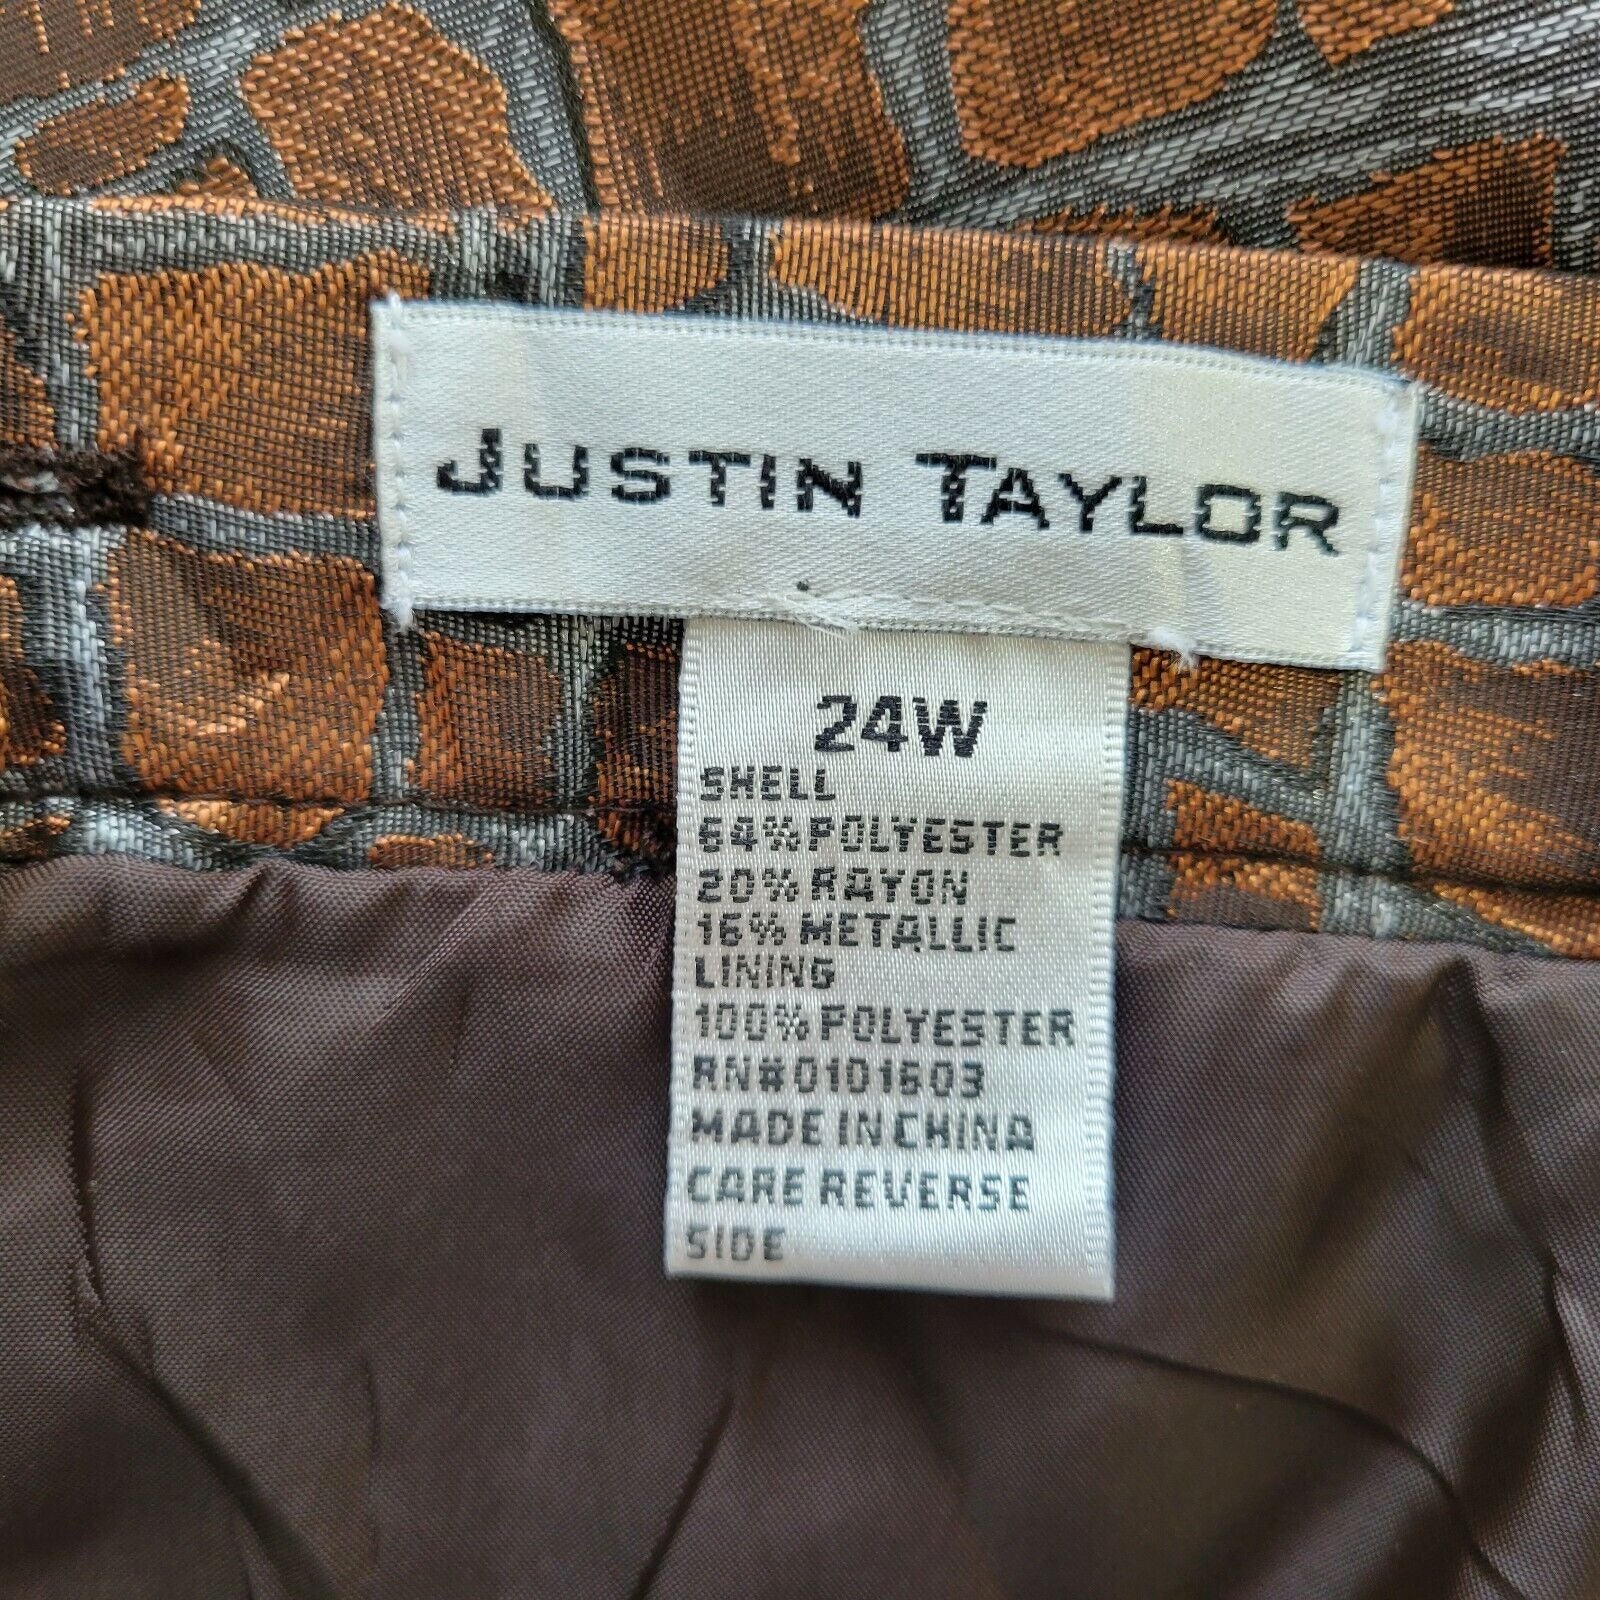 JUSTIN TAYLOR
24W
SHELL
64% POLYESTER
20% RAYON
16% METALLIC
LINING
100% POLYESTER
RN#0101603
MADE IN CHINA
CARE REVERSE
SIDE